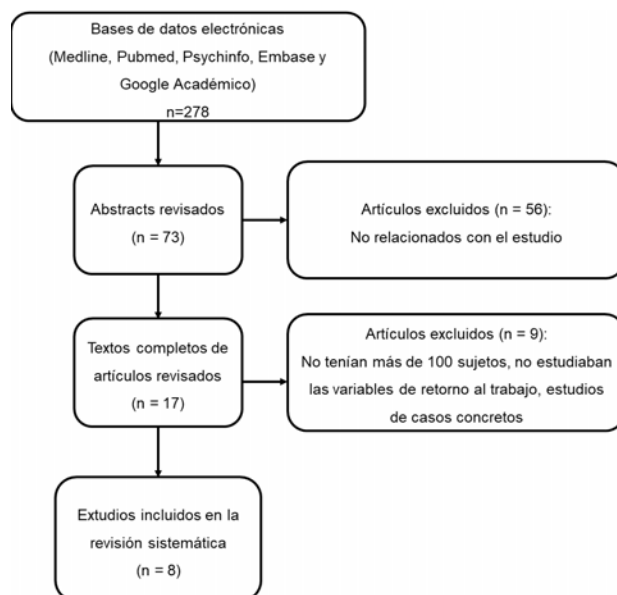 Bases de datos electrónicas
(Medline, Pubmed, Psychinfo, Embase y
Google Académico)
n=278
Abstracts revisados
(n = 73)
Artículos excluidos (n = 56):
No relacionados con el estudio
Textos completos de
artículos revisados
(n = 17)
Artículos excluidos (n = 9):
No tenían más de 100 sujetos, no estudiaban
las variables de retorno al trabajo, estudios
de casos concretos
Extudios incluidos en la
revisión sistemática
(n = 8)